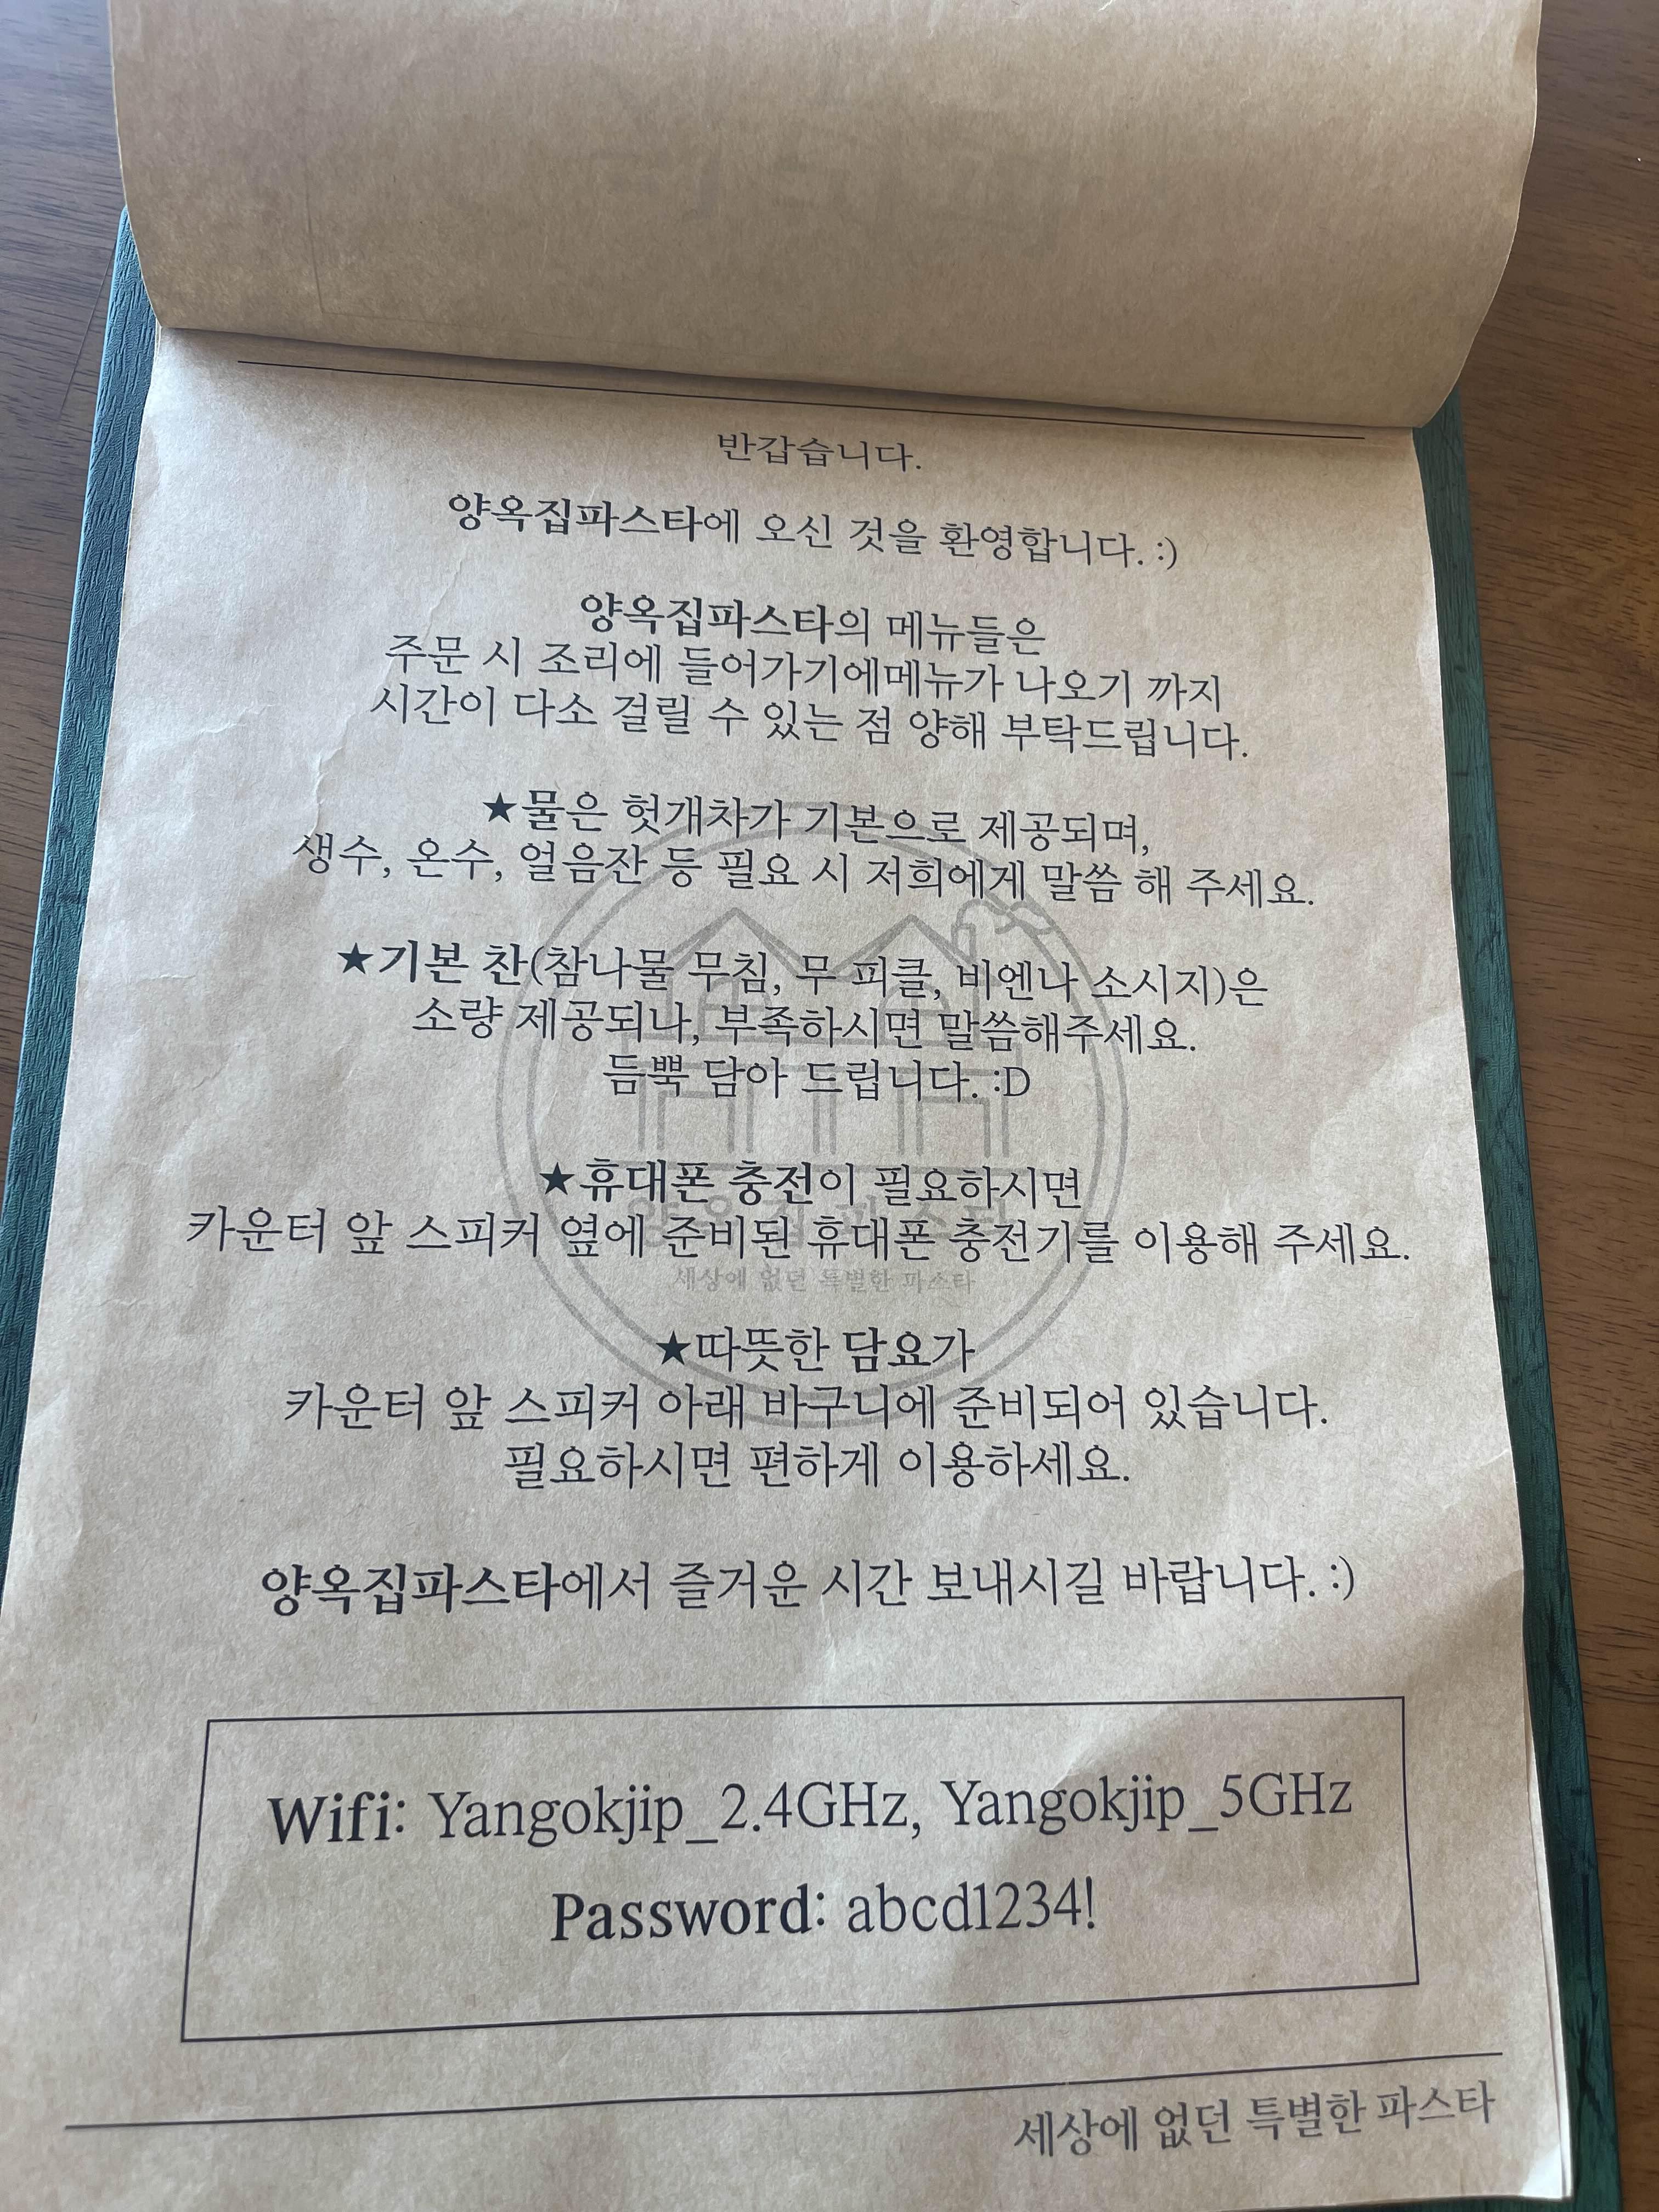 반갑습니다.
양옥집파스타에 오신 것을 환영합니다. :)
양옥집파스타의 메뉴들은
주문 시 조리에 들어가기에메뉴가 나오기 까지
시간이 다소 걸릴 수 있는 점 양해 부탁드립니다.
★물은 헛개차가 기본으로 제공되며,
생수, 온수, 얼음잔 등 필요 시 저희에게 말씀 해 주세요.
★기본 찬(참나물 무침, 무 피클, 비엔나 소시지)은
소량 제공되나, 부족하시면 말씀해주세요.
듬뿍 담아 드립니다. :D
★휴대폰 충전이 필요하시면
카운터 앞 스피커 옆에 준비된 휴대폰 충전기를 이용해 주세요.
세상에 없던 특별한 파스타
★따뜻한 담요가
카운터 앞 스피커 아래 바구니에 준비되어 있습니다.
필요하시면 편하게 이용하세요.
양옥집파스타에서 즐거운 시간 보내시길 바랍니다. :)
Wifi: Yangokjip_2.4GHz, Yangokjip_5GHz
Password: abcd1234!
세상에 없던 특별한 파스타